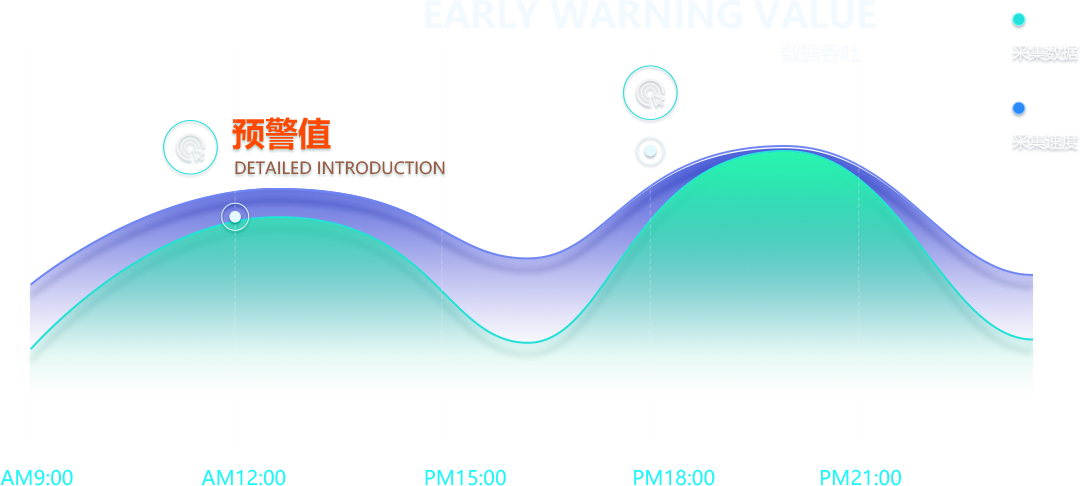 EARLY WARNING VALUE
数据吞吐
采集数据
采集速度
预警值
DETAILED INTRODUCTION
AM9:00 AM12:00 PM15:00 PM18:00 PM21:00